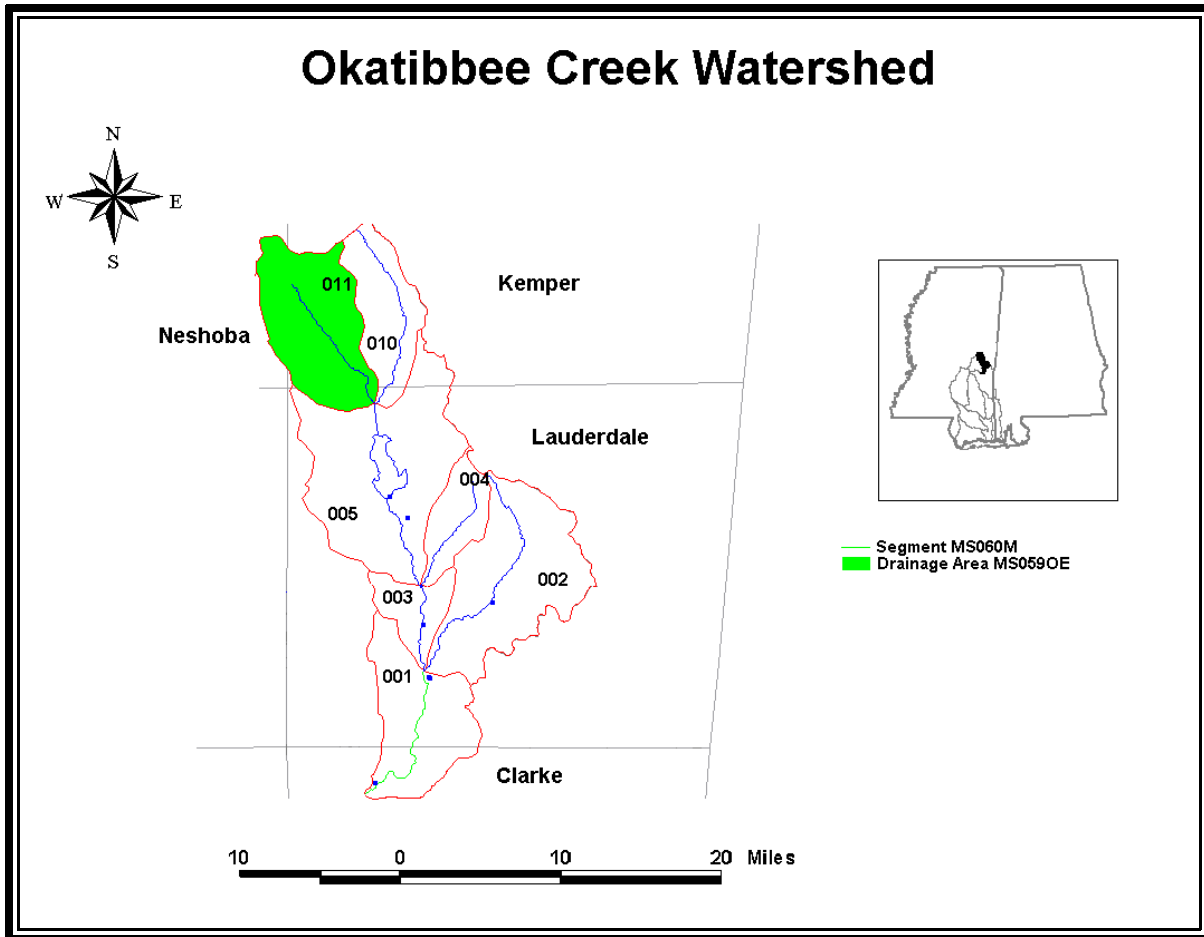 Okatibbee Creek Watershed
N
W E
S
011
Kemper
Neshoba
010
Lauderdale
004
005
002
003
001
Clarke
Segment MS060M
Drainage Area MS059OE
10 0 10 20 Miles